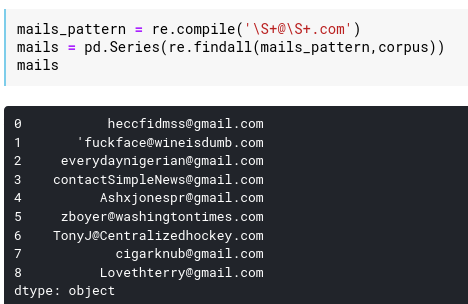 mails_pattern = re.compile('\S+@\S+.com')
mails = pd.Series(re.findall(mails_pattern,corpus))
mails
0 heccfidmss@gmail.com
1 'fuckface@wineisdumb.com
2 everydaynigerian@gmail.com
3 contactSimpleNews@gmail.com
4 Ashxjonespr@gmail.com
5 zboyer@washingtontimes.com
6 TonyJ@Centralizedhockey.com
7 cigarknub@gmail.com
8 Lovethterry@gmail.com
dtype: object